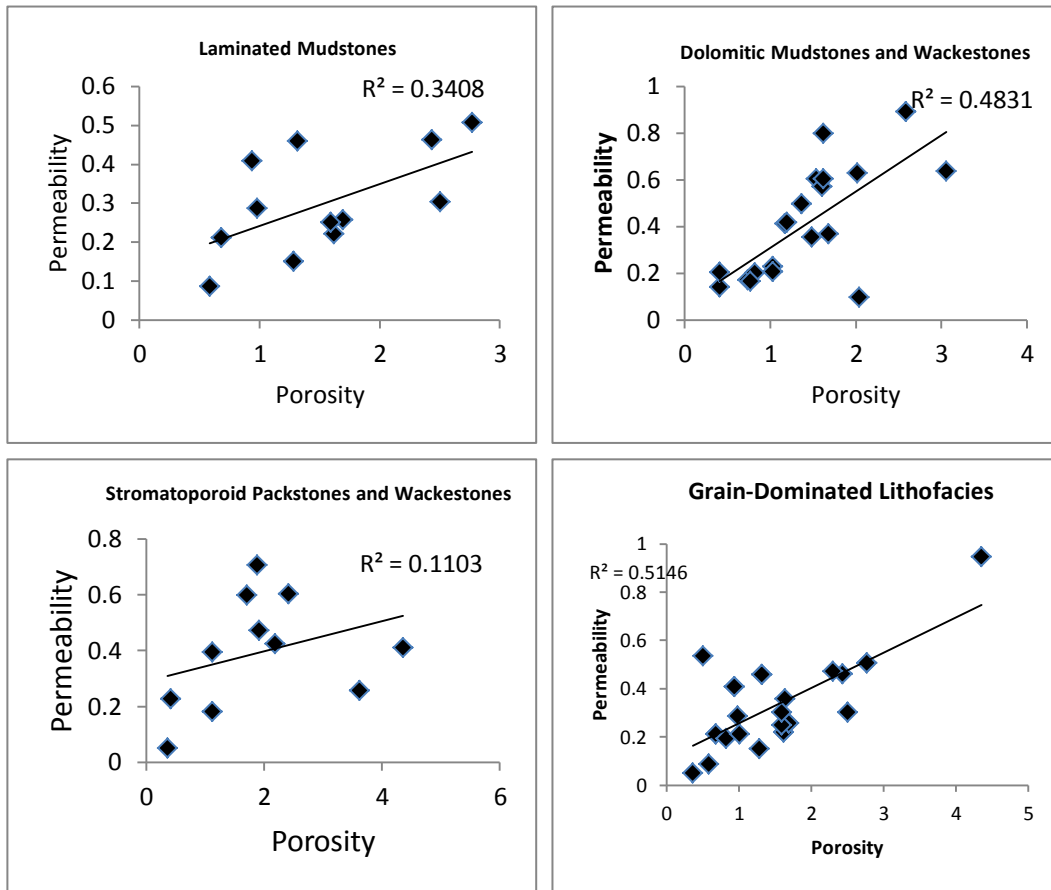 Laminated Mudstones
R² = 0.3408
0.6
0.5
0.4
0.3
0.2
0.1
0
Permeability
0 1 2 3
Porosity
Dolomitic Mudstones and Wackestones
R² = 0.4831
1
0.8
0.6
0.4
0.2
0
Permeability
0 1 2 3 4
Porosity
Stromatoporoid Packstones and Wackestones
R² = 0.1103
0.8
0.6
0.4
0.2
0
Permeability
0 2 4 6
Porosity
Grain-Dominated Lithofacies
R² = 0.5146
1
0.8
0.6
0.4
0.2
0
Permeability
0 1 2 3 4 5
Porosity